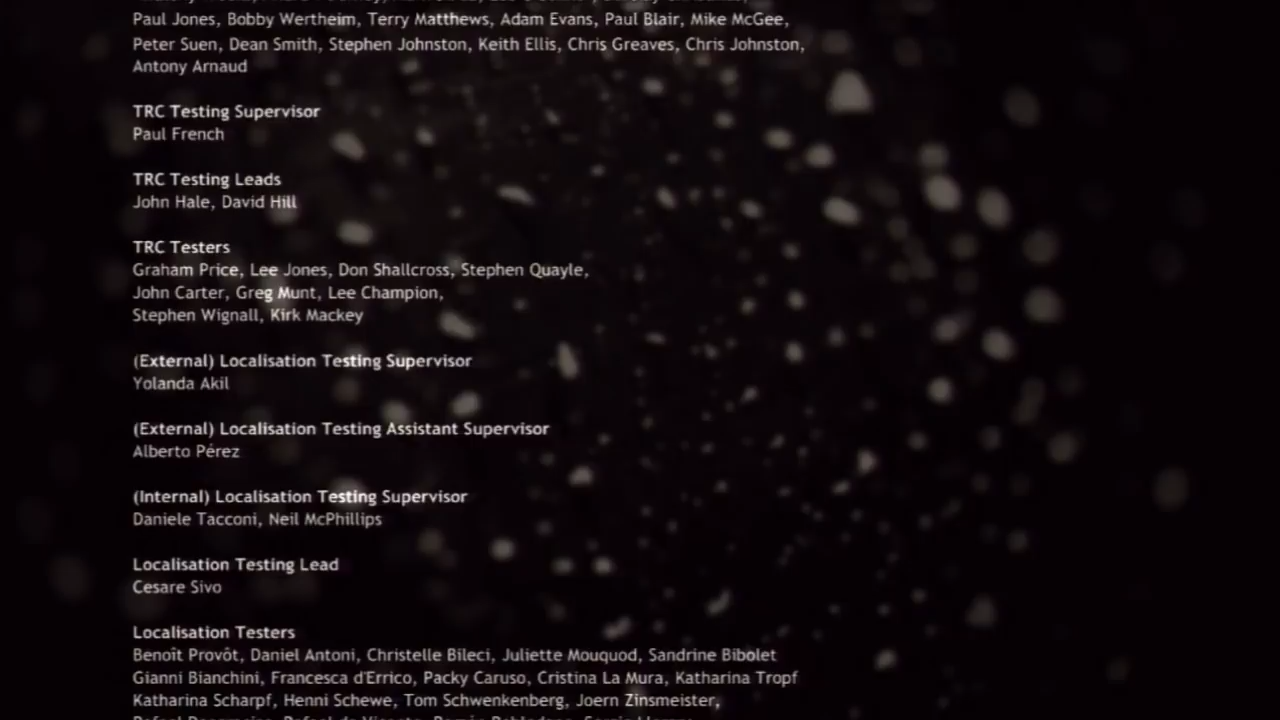 Paul Jones, Bobby Wertheim, Terry Matthews, Adam Evans, Paul Blair, Mike McGee,
Peter Suen, Dean Smith, Stephen Johnston, Keith Ellis, Chris Greaves, Chris Johnston,
Antony Arnaud
TRC Testing Supervisor
Paul French
TRC Testing Leads
John Hale, David Hill
TRC Testers
Graham Price, Lee Jones, Don Shallcross, Stephen Quayle,
John Carter, Greg Munt, Lee Champion,
Stephen Wignall, Kirk Mackey
(External) Localisation Testing Supervisor
Yolanda Akil
(External) Localisation Testing Assistant Supervisor
Alberto Pérez
(Internal) Localisation Testing Supervisor
Daniele Tacconi, Neil McPhillips
Localisation Testing Lead
Cesare Sivo
Localisation Testers
Benoît Provôt, Daniel Antoni, Christelle Bileci, Juliette Mouquod, Sandrine Bibolet
Gianni Bianchini, Francesca d'Errico, Packy Caruso, Cristina La Mura, Katharina Tropf
Katharina Scharpf, Henni Schewe, Tom Schwenkenberg, Joern Zinsmeister,